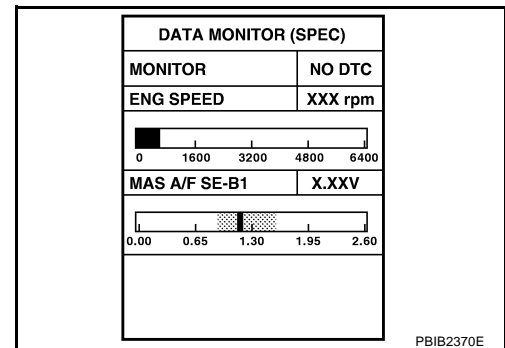 DATA MONITOR (SPEC)
MONITOR NO DTC
ENG SPEED XXX rpm
0 1600 3200 4800 6400
MAS A/F SE-B1 X.XXV
0.00 0.65 1.30 1.95 2.60
PBIB2370E